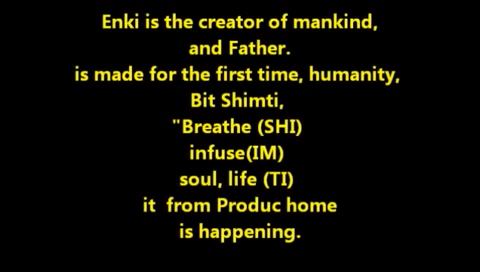 Enki is the creator of mankind,
and Father.
is made for the first time, humanity,
Bit Shimti,
"Breathe (SHI)
infuse(IM)
soul, life (TI)
it  from Produc home
is happening.